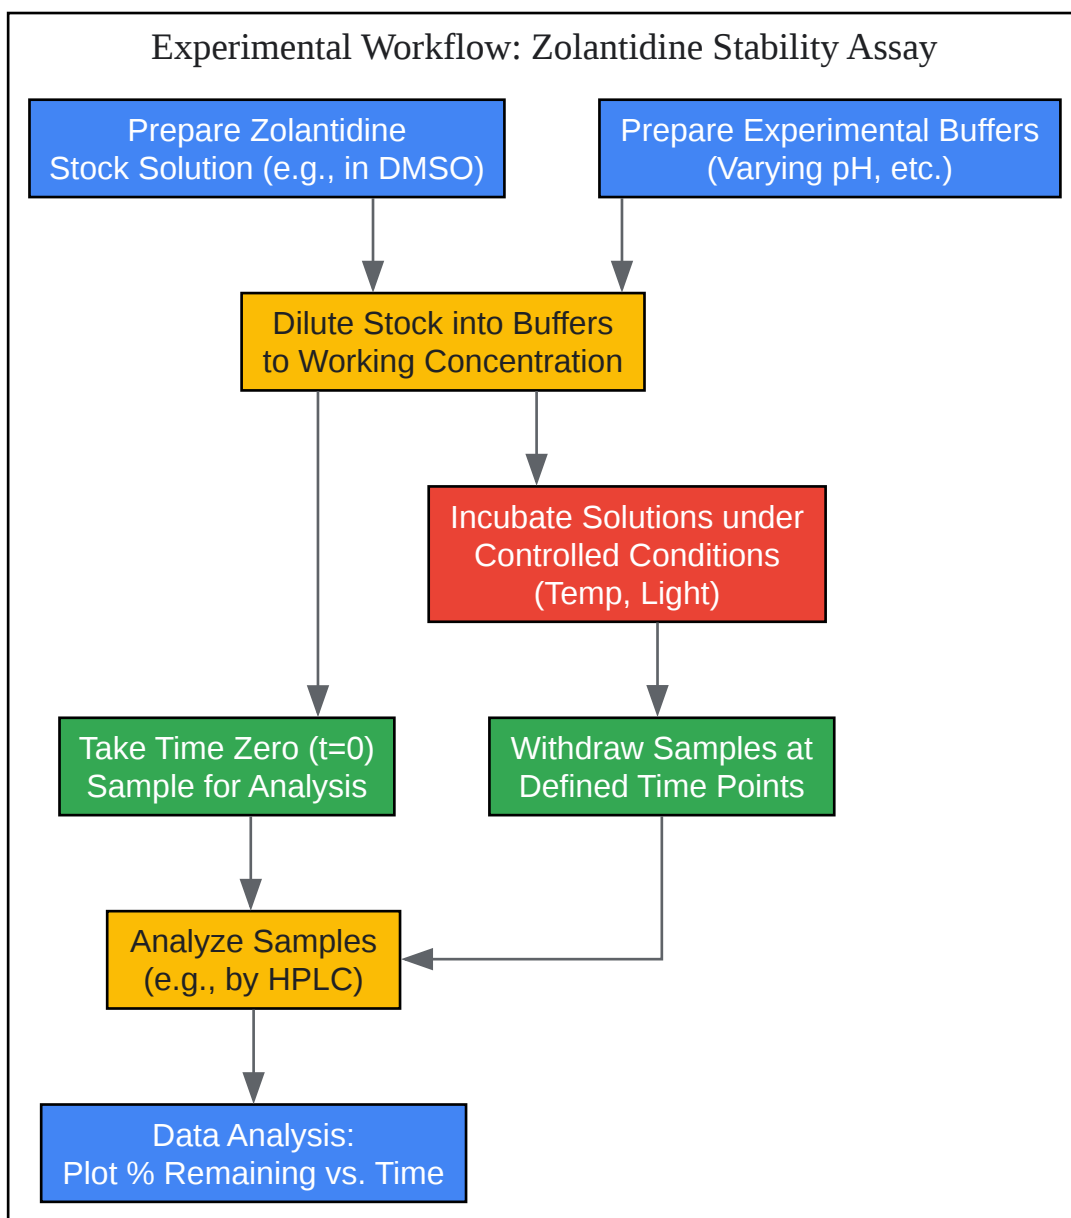 Experimental Workflow: Zolantidine Stability Assay
Prepare Zolantidine
Stock Solution (e.g., in DMSO)
Prepare Experimental Buffers
(Varying pH, etc.)
Dilute Stock into Buffers
to Working Concentration
Incubate Solutions under
Controlled Conditions
(Temp, Light)
Take Time Zero (t=0)
Sample for Analysis
Withdraw Samples at
Defined Time Points
Analyze Samples
(e.g., by HPLC)
Data Analysis:
Plot % Remaining vs. Time